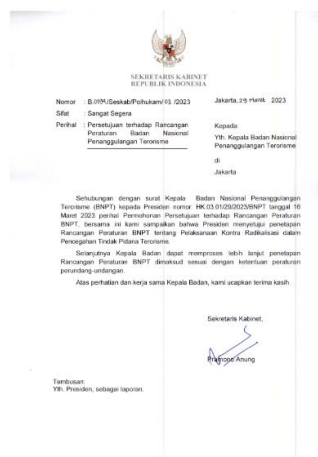 SEKRETARIS KABINET
REPUBLIK INDONESIA
Nomor : B. /Seskab/Polhukam/03 /2023
Jakarta, 29 Maret 2023
Sifat : Sangat Segera
Perihal : Persetujuan terhadap Rancangan
Peraturan Badan Nasional
Penanggulangan Terorisme
Kepada
Yth. Kepala Badan Nasional
Penanggulangan Terorisme
di
Jakarta
Sehubungan dengan surat Kepala Badan Nasional Penanggulangan
Terorisme (BNPT) kepada Presiden nomor: HK.03.01/29/2023/BNPT tanggal 16
Maret 2023 perihal Permohonan Persetujuan terhadap Rancangan Peraturan
BNPT, bersama ini kami sampaikan bahwa Presiden menyetujui penetapan
Rancangan Peraturan BNPT tentang Pelaksanaan Kontra Radikalisasi dalam
Pencegahan Tindak Pidana Terorisme.
Selanjutnya Kepala Badan dapat memproses lebih lanjut penetapan
Rancangan Peraturan BNPT dimaksud sesuai dengan ketentuan peraturan
perundang-undangan.
Atas perhatian dan kerja sama Kepala Badan, kami ucapkan terima kasih.
Sekretaris Kabinet,
Pramono Anung
Tembusan:
Yth. Presiden, sebagai laporan.